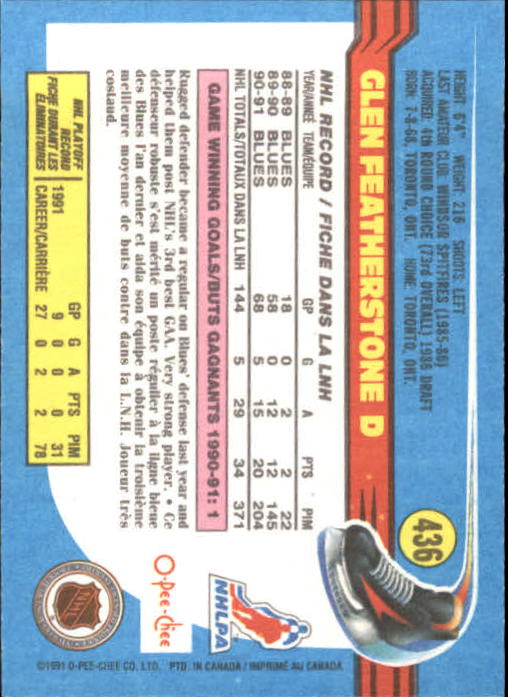 436
GLEN FEATHERSTONE D
HEIGHT: 6'4" WEIGHT: 216 SHOOTS: LEFT
LAST AMATEUR CLUB: WINDSOR SPITFIRES (1985-86)
ACQUIRED: 4th ROUND CHOICE (73rd OVERALL) 1986 DRAFT
BORN: 7-8-68, TORONTO, ONT. HOME: TORONTO, ONT.
NHL RECORD / FICHE DANS LA LNH
YEAR/ANNÉE TEAM/ÉQUIPE GP G A PTS PIM
88-89 BLUES 18 0 2 2 22
89-90 BLUES 58 0 12 12 145
90-91 BLUES 68 5 15 20 204
NHL TOTALS/TOTAUX DANS LA LNH 144 5 29 34 371
GAME WINNING GOALS/BUTS GAGNANTS 1990-91: 1
Rugged defender became a regular on Blues' defense last year and
helped them post NHL's 3rd best GAA. Very strong player. • Ce
défenseur robuste s'est mérité un poste régulier à la ligne bleue
des Blues l'an dernier et aida son équipe à obtenir la troisième
meilleure moyenne de buts contre dans la L.N.H. Joueur très
costaud.
NHL PLAYOFF RECORD
FICHE DURANT LES ÉLIMINATOIRES
GP G A PTS PIM
1991 9 0 0 0 31
CAREER/CARRIÈRE 27 0 2 2 78
NHLPA
O-Pee-Chee
NHL
©1991 O-PEE-CHEE CO. LTD. PTD. IN CANADA / IMPRIMÉ AU CANADA